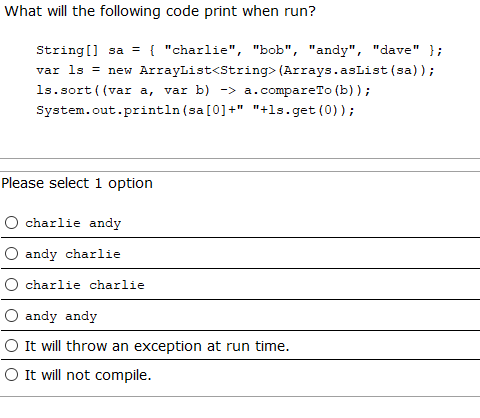 What will the following code print when run?
String[] sa = { "charlie", "bob", "andy", "dave" };
var ls = new ArrayList<String>(Arrays.asList(sa));
ls.sort((var a, var b) -> a.compareTo(b));
System.out.println(sa[0]+" "+ls.get(0));
Please select 1 option
charlie andy
andy charlie
charlie charlie
andy andy
It will throw an exception at run time.
It will not compile.